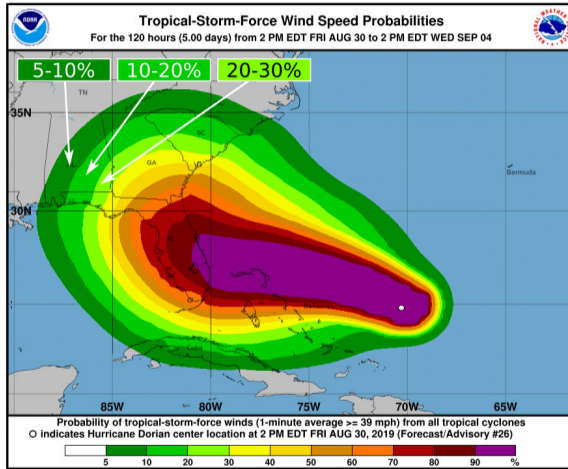 Tropical-Storm-Force Wind Speed Probabilities
For the 120 hours (5.00 days) from 2 PM EDT FRI AUG 30 to 2 PM EDT WED SEP 04
NOAA
5-10%
10-20%
20-30%
TN
35N
SC
GA
Bermuda
30N
Bahamas
Cuba
85W 80W 75W 70W 65W
Probability of tropical-storm-force winds (1-minute average >= 39 mph) from all tropical cyclones
O indicates Hurricane Dorian center location at 2 PM EDT FRI AUG 30, 2019 (Forecast/Advisory #26)
5 10 20 30 40 50 60 70 80 90 %